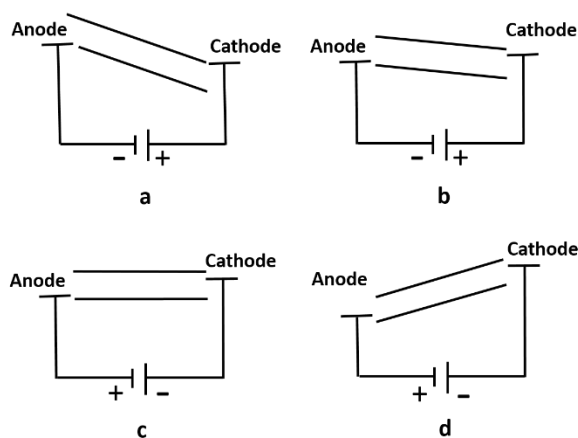 Anode
Cathode
- +
a
Anode
Cathode
- +
b
Anode
Cathode
+ -
c
Anode
Cathode
+ -
d